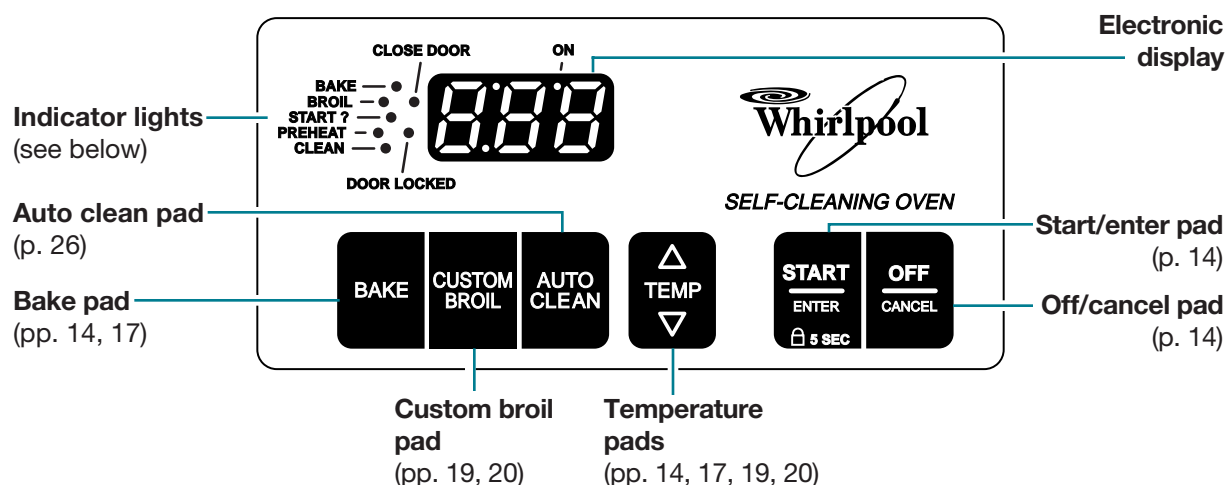 Electronic
display
CLOSE DOOR
ON
BAKE
BROIL
START ?
PREHEAT
CLEAN
DOOR LOCKED
8.8.8
Indicator lights
(see below)
Whirlpool
SELF-CLEANING OVEN
Auto clean pad
(p. 26)
Bake pad
(pp. 14, 17)
BAKE
CUSTOM
BROIL
AUTO
CLEAN
TEMP
START
ENTER
5 SEC
OFF
CANCEL
Start/enter pad
(p. 14)
Off/cancel pad
(p. 14)
Custom broil
pad
(pp. 19, 20)
Temperature
pads
(pp. 14, 17, 19, 20)